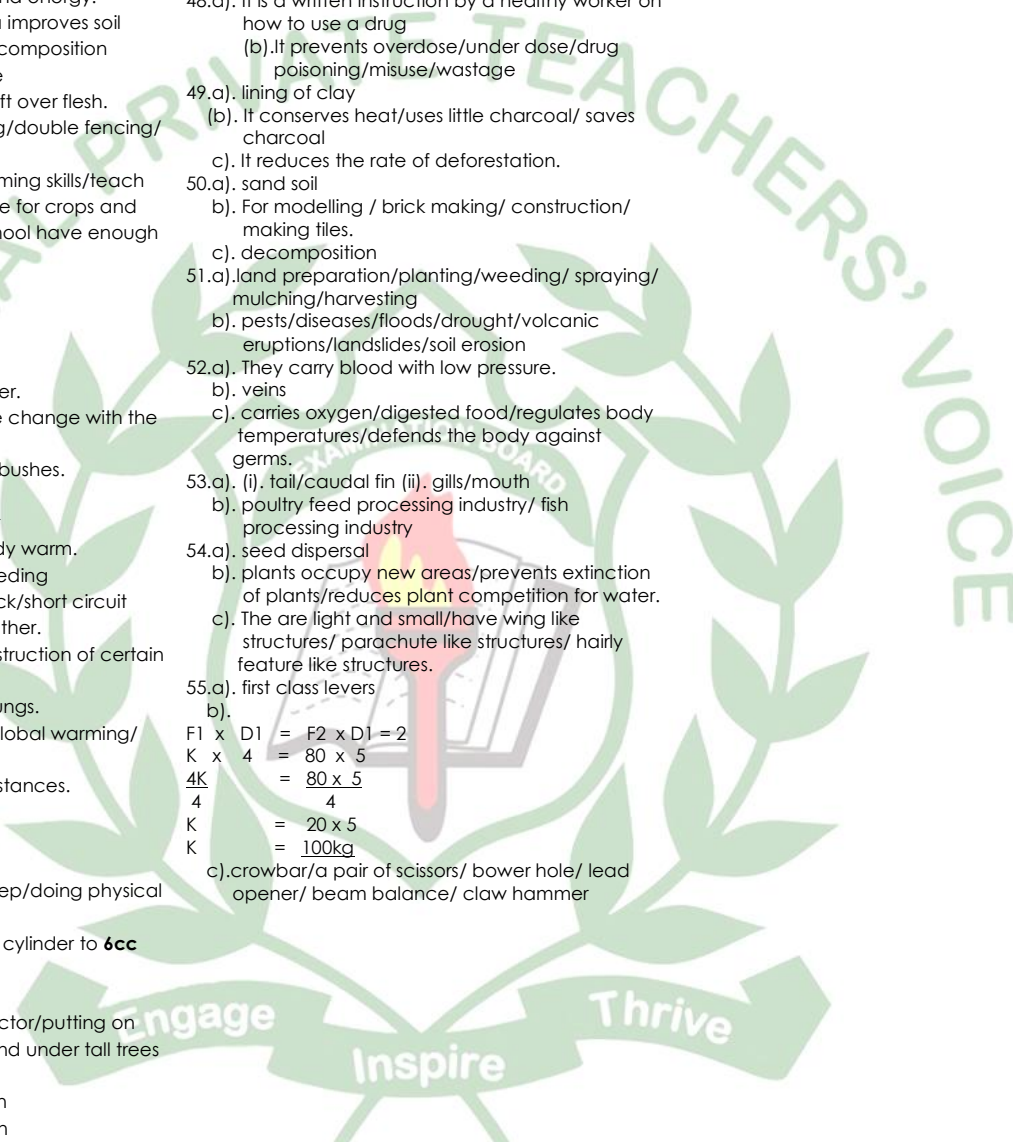 and energy.
improves soil
composition
ft over flesh.
g/double fencing/
ming skills/teach
e for crops and
hool have enough
er.
e change with the
bushes.
dy warm.
eding
ck/short circuit
ther.
struction of certain
ungs.
lobal warming/
stances.
ep/doing physical
cylinder to 6cc
ctor/putting on
nd under tall trees
48.a). It is a written instruction by a healthy worker on
how to use a drug
(b).It prevents overdose/under dose/drug
poisoning/misuse/wastage
49.a). lining of clay
(b). It conserves heat/uses little charcoal/ saves
charcoal
c). It reduces the rate of deforestation.
50.a). sand soil
b). For modelling / brick making/ construction/
making tiles.
c). decomposition
51.a).land preparation/planting/weeding/ spraying/
mulching/harvesting
b). pests/diseases/floods/drought/volcanic
eruptions/landslides/soil erosion
52.a). They carry blood with low pressure.
b). veins
c). carries oxygen/digested food/regulates body
temperatures/defends the body against
germs.
53.a). (i). tail/caudal fin (ii). gills/mouth
b). poultry feed processing industry/ fish
processing industry
54.a). seed dispersal
b). plants occupy new areas/prevents extinction
of plants/reduces plant competition for water.
c). The are light and small/have wing like
structures/ parachute like structures/ hairly
feature like structures.
55.a). first class levers
b).
F1 x D1 = F2 x D1 = 2
K x 4 = 80 x 5
4K = 80 x 5
4 4
K = 20 x 5
K = 100kg
c).crowbar/a pair of scissors/ bower hole/ lead
opener/ beam balance/ claw hammer
PRIVATE TEACHERS' VOICE
EXAMINATION BOARD
Engage
Inspire
Thrive